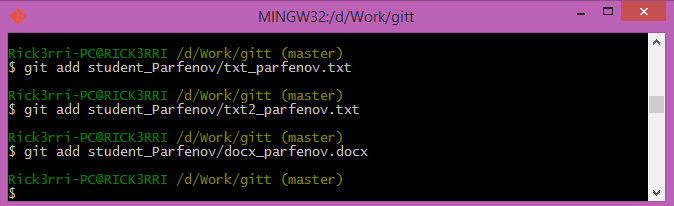 MINGW32:/d/Work/gitt
Rick3rri-PC@RICK3RRI /d/Work/gitt (master)
$ git add student_Parfenov/txt_parfenov.txt
Rick3rri-PC@RICK3RRI /d/Work/gitt (master)
$ git add student_Parfenov/txt2_parfenov.txt
Rick3rri-PC@RICK3RRI /d/Work/gitt (master)
$ git add student_Parfenov/docx_parfenov.docx
Rick3rri-PC@RICK3RRI /d/Work/gitt (master)
$